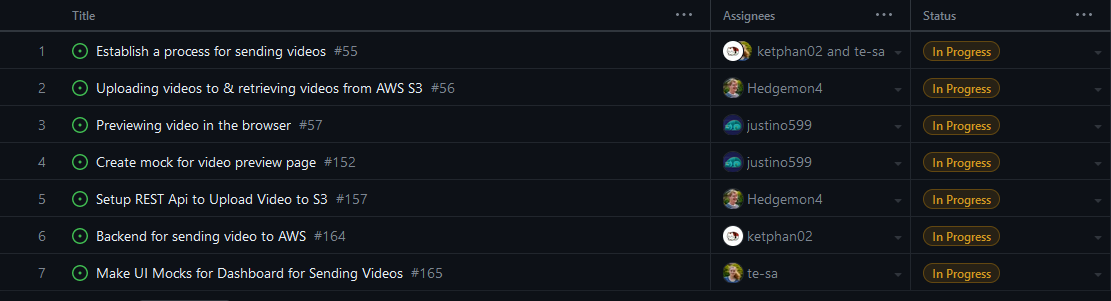 Title ... Assignees ... Status ...
1 Establish a process for sending videos #55 ketphan02 and te-sa In Progress
2 Uploading videos to & retrieving videos from AWS S3 #56 Hedgemon4 In Progress
3 Previewing video in the browser #57 justino599 In Progress
4 Create mock for video preview page #152 justino599 In Progress
5 Setup REST Api to Upload Video to S3 #157 Hedgemon4 In Progress
6 Backend for sending video to AWS #164 ketphan02 In Progress
7 Make UI Mocks for Dashboard for Sending Videos #165 te-sa In Progress